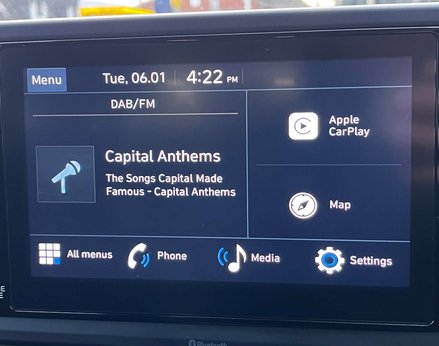 Menu
Tue, 06.01
4:22 PM
DAB/FM
Capital Anthems
The Songs Capital Made
Famous - Capital Anthems
Apple
CarPlay
Map
All menus
Phone
Media
Settings
Bluetooth